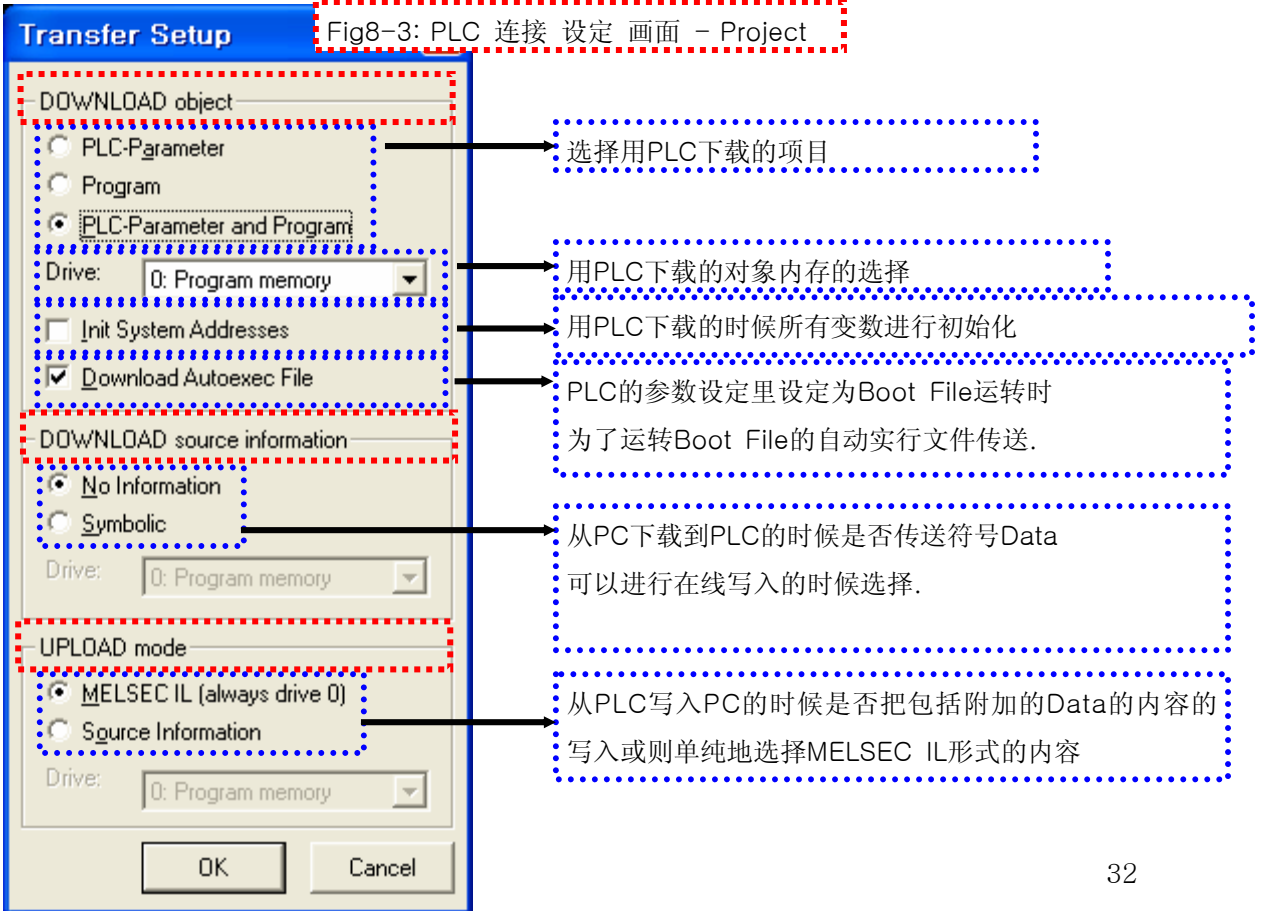 Transfer Setup
Fig8-3: PLC 连接 设定 画面 - Project
DOWNLOAD object
PLC-Parameter
Program
PLC-Parameter and Program
选择用PLC下载的项目
Drive:
0: Program memory
用PLC下载的对象内存的选择
Init System Addresses
用PLC下载的时候所有变数进行初始化
Download Autoexec File
PLC的参数设定里设定为Boot File运转时
为了运转Boot File的自动实行文件传送.
DOWNLOAD source information
No Information
Symbolic
从PC下载到PLC的时候是否传送符号Data
可以进行在线写入的时候选择.
Drive:
0: Program memory
UPLOAD mode
MELSEC IL (always drive 0)
Source Information
从PLC写入PC的时候是否把包括附加的Data的内容的
写入或则单纯地选择MELSEC IL形式的内容
Drive:
0: Program memory
OK
Cancel
32